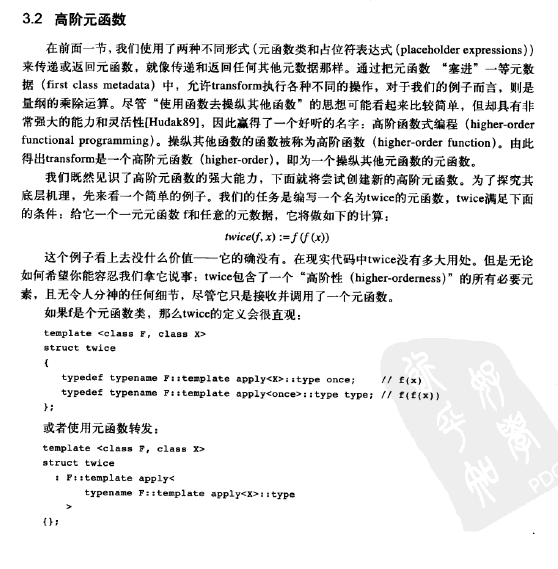 3.2 高阶元函数
在前面一节，我们使用了两种不同形式（元函数类和占位符表达式（placeholder expressions））
来传递或返回元函数，就像传递和返回任何其他元数据那样。通过把元函数“塞进”一等元数
据（first class metadata）中，允许transform执行各种不同的操作，对于我们的例子而言，则是
量纲的乘除运算。尽管“使用函数去操纵其他函数”的思想可能看起来比较简单，但却具有非
常强大的能力和灵活性[Hudak89]，因此赢得了一个好听的名字：高阶函数式编程（higher-order
functional programming）。操纵其他函数的函数被称为高阶函数（higher-order function）。由此
得出transform是一个高阶元函数（higher-order），即为一个操纵其他元函数的元函数。
我们既然见识了高阶元函数的强大能力，下面就将尝试创建新的高阶元函数。为了探究其
底层机理，先来看一个简单的例子。我们的任务是编写一个名为twice的元函数，twice满足下面
的条件：给它一个一元元函数 f和任意的元数据，它将做如下的计算：
twice(f, x) := f (f (x))
这个例子看上去没什么价值——它的确没有。在现实代码中twice没有多大用处。但是无论
如何希望你能容忍我们拿它说事；twice包含了一个“高阶性（higher-orderness）”的所有必要元
素，且无令人分神的任何细节，尽管它只是接收并调用了一个元函数。
如果f是个元函数类，那么twice的定义会很直观：
template <class F, class X>
struct twice
{
typedef typename F::template apply<X>::type once; // f(x)
typedef typename F::template apply<once>::type type; // f(f(x))
};
或者使用元函数转发：
template <class F, class X>
struct twice
: F::template apply<
typename F::template apply<X>::type
>
{};
PDG